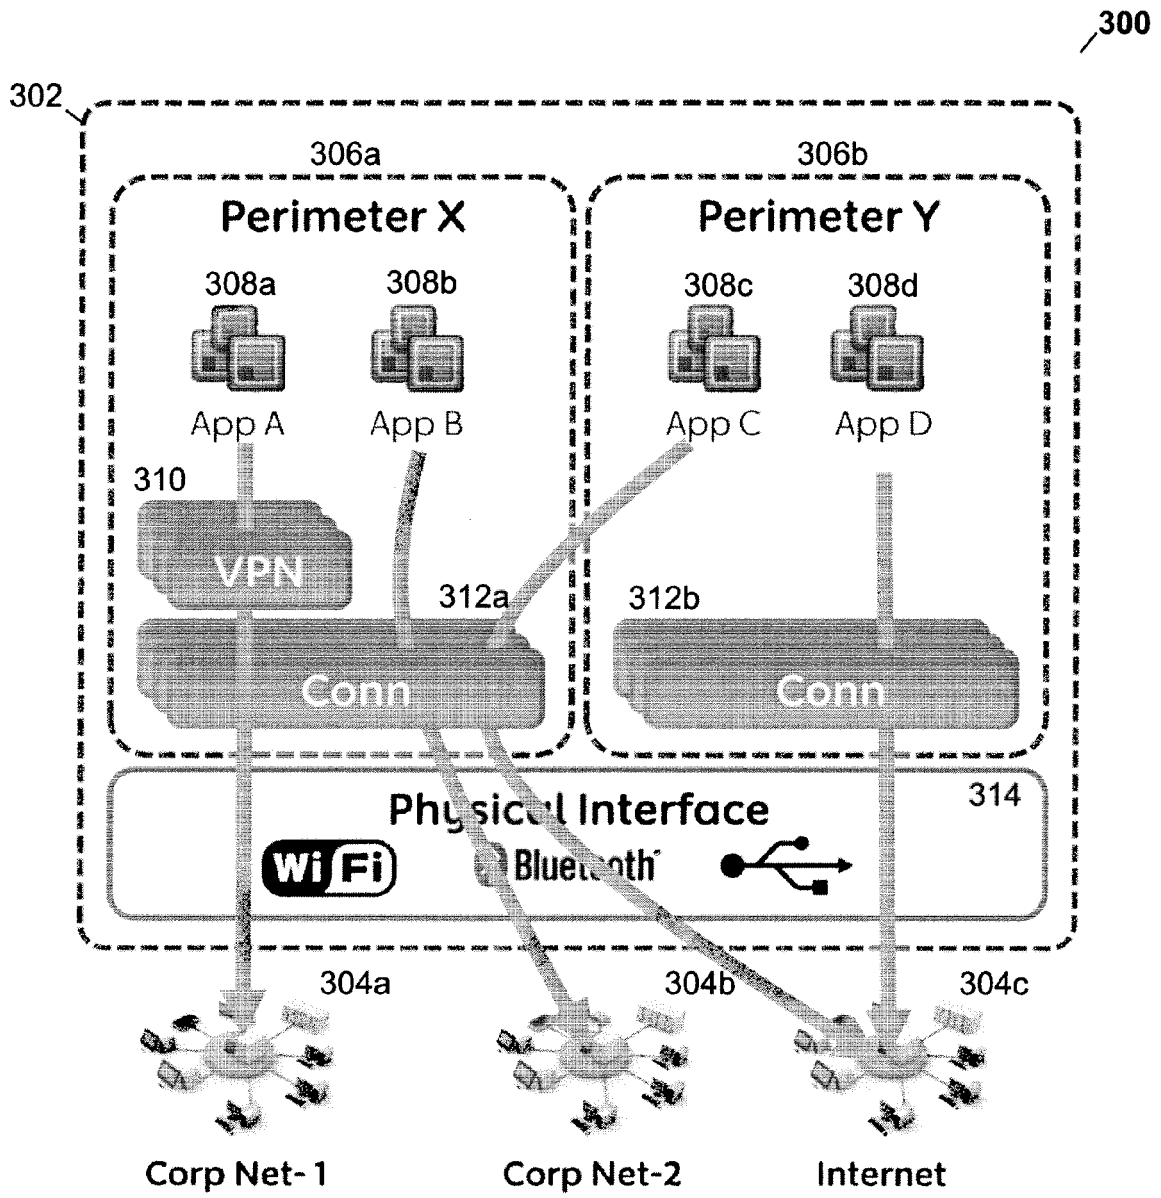 300
302
306a 306b
Perimeter X Perimeter Y
308a 308b 308c 308d
App A App B App C App D
310
VPN
312a 312b
Conn Conn
314
Physical Interface
Wi Fi Bluetooth
304a 304b 304c
Corp Net-1 Corp Net-2 Internet